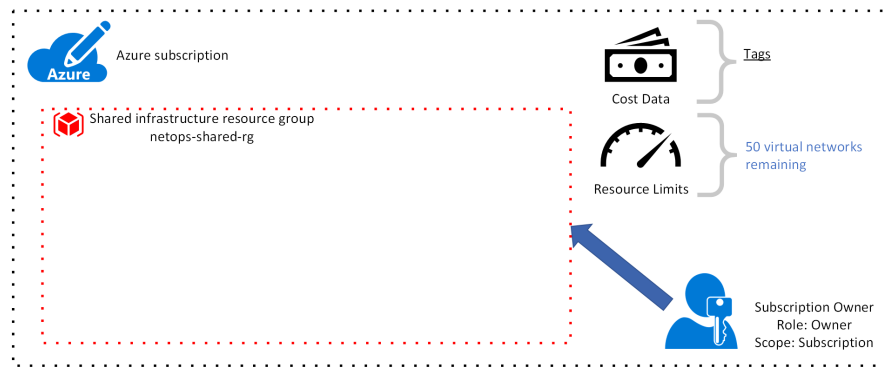 Azure
Azure subscription
Shared infrastructure resource group
netops-shared-rg
Cost Data
Tags
Resource Limits
50 virtual networks
remaining
Subscription Owner
Role: Owner
Scope: Subscription